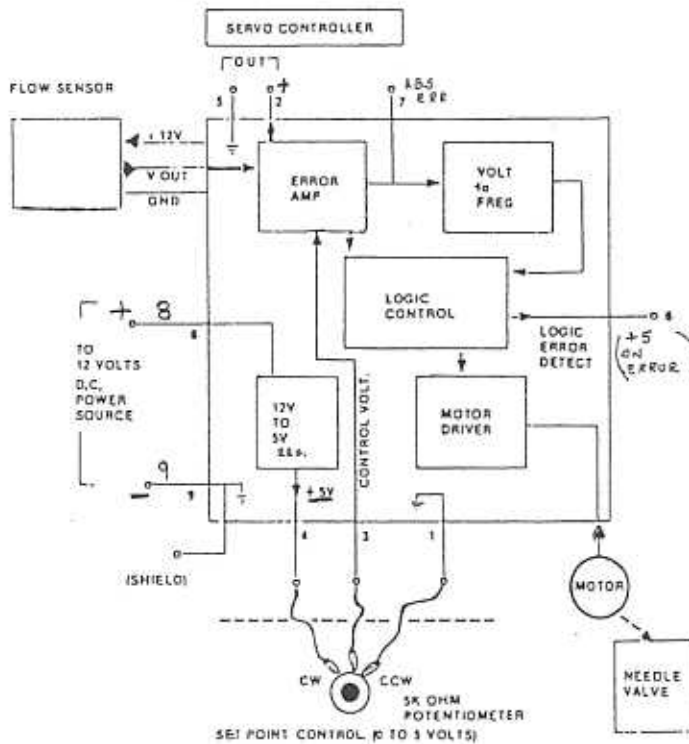 SERVO CONTROLLER
OUT
FLOW SENSOR
5
+
2
7
ABS
ERR
+ 12V
V OUT
GND
ERROR
AMP
VOLT
to
FREG
LOGIC
CONTROL
LOGIC
ERROR
DETECT
6
+5
ON
ERROR
+
8
TO
12 VOLTS
D.C.
POWER
SOURCE
12V
TO
5V
CONTROL VOLT.
MOTOR
DRIVER
9
-
9
+5V
4
3
1
(SHIELD)
MOTOR
CW
CCW
5K OHM
POTENTIOMETER
SET POINT CONTROL (0 TO 5 VOLTS)
NEEDLE
VALVE